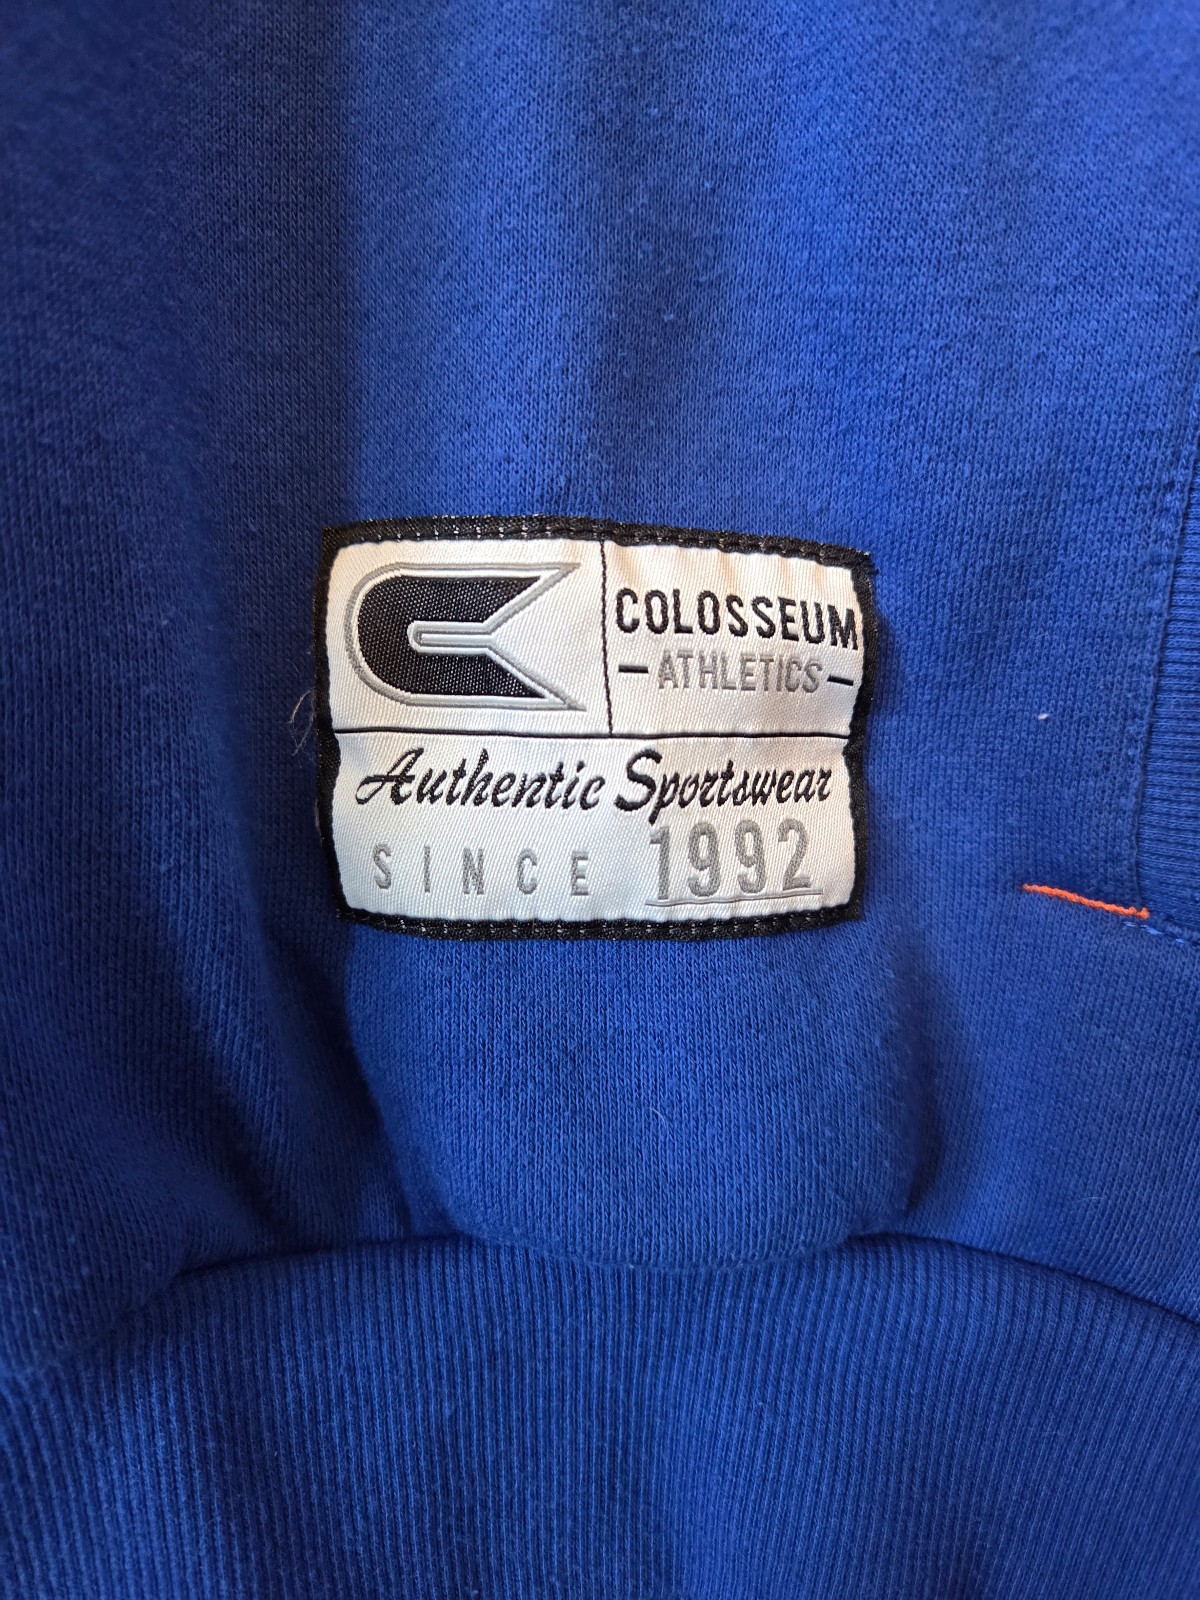 COLOSSEUM
ATHLETICS
Authentic Sportswear
SINCE 1992